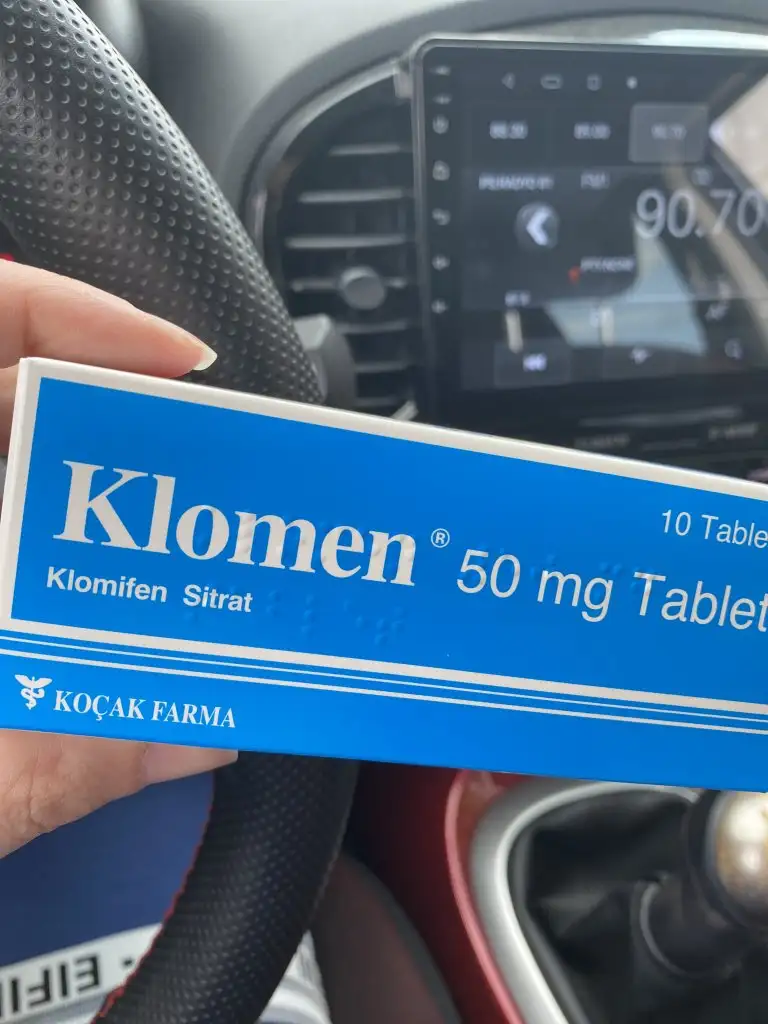 90.70
10 Table
Klomen® 50 mg Tablet
Klomifen Sitrat
KOÇAK FARMA